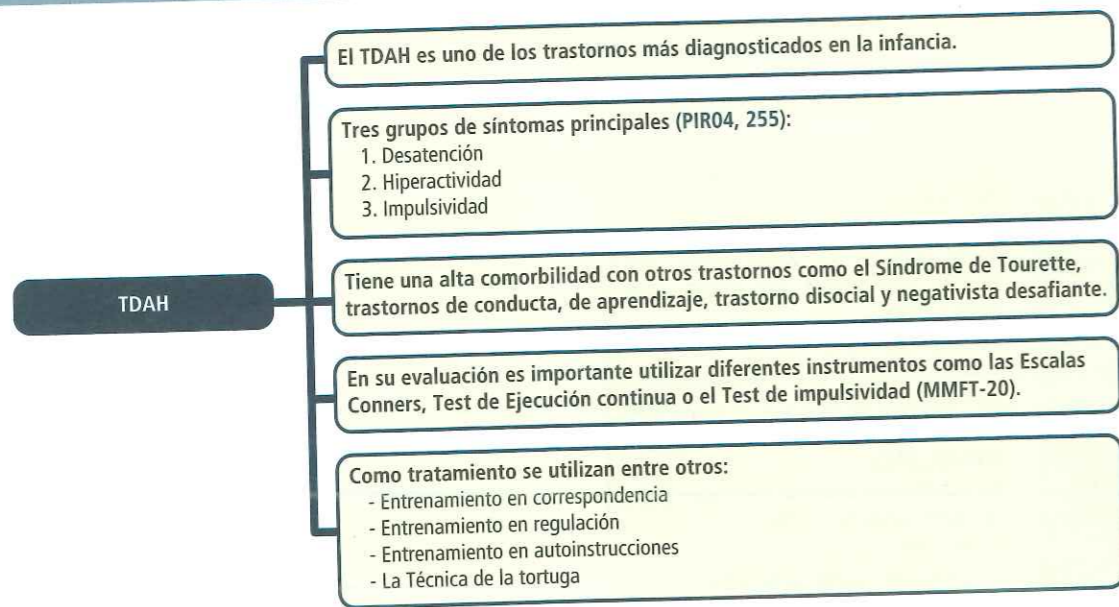 El TDAH es uno de los trastornos más diagnosticados en la infancia.
Tres grupos de síntomas principales (PIR04, 255):
1. Desatención
2. Hiperactividad
3. Impulsividad
TDAH
Tiene una alta comorbilidad con otros trastornos como el Síndrome de Tourette,
trastornos de conducta, de aprendizaje, trastorno disocial y negativista desafiante.
En su evaluación es importante utilizar diferentes instrumentos como las Escalas
Conners, Test de Ejecución continua o el Test de impulsividad (MMFT-20).
Como tratamiento se utilizan entre otros:
- Entrenamiento en correspondencia
- Entrenamiento en regulación
- Entrenamiento en autoinstrucciones
- La Técnica de la tortuga